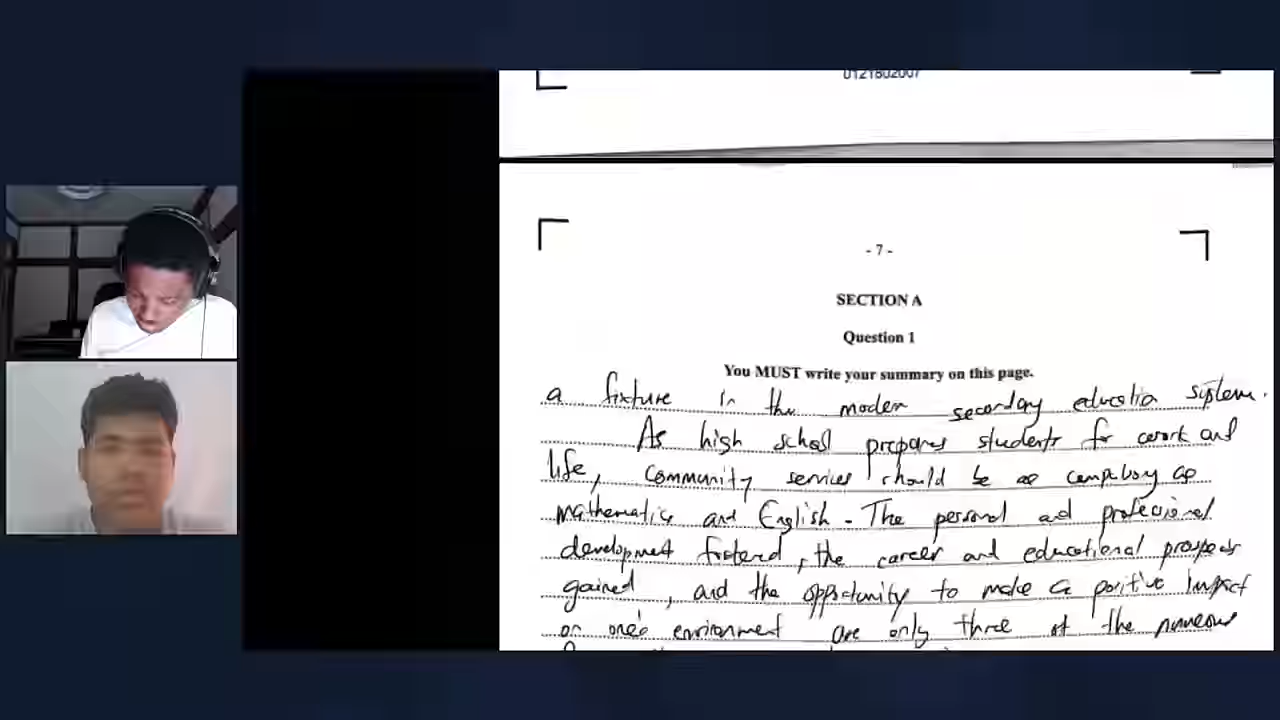 0121802007
- 7 -
SECTION A
Question 1
You MUST write your summary on this page.
a fixture in the modern secondary education system.
As high school prepares students for work and
life, community services should be as compulsory as
mathematics and English. The personal and professional
development fostered, the career and educational prospects
gained, and the opportunity to make a positive impact
on one's environment are only three of the numerous